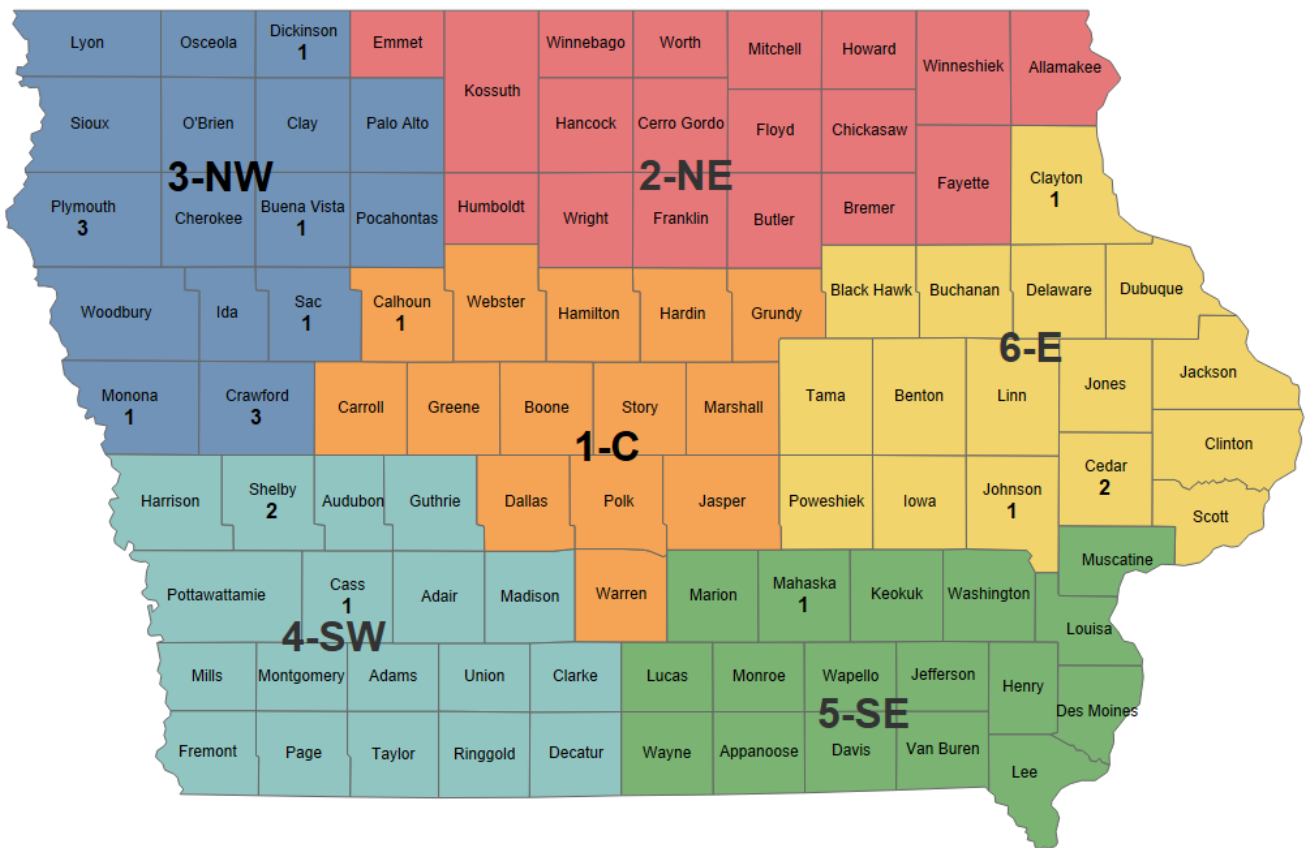 Lyon
Osceola
Dickinson
1
Emmet
Kossuth
Winnebago
Worth
Mitchell
Howard
Winneshiek
Allamakee
Sioux
O'Brien
Clay
Palo Alto
Hancock
Cerro Gordo
Floyd
Chickasaw
3-NW
2-NE
Fayette
Clayton
1
Plymouth
3
Cherokee
Buena Vista
1
Pocahontas
Humboldt
Wright
Franklin
Butler
Bremer
Woodbury
Ida
Sac
1
Calhoun
1
Webster
Hamilton
Hardin
Grundy
Black Hawk
Buchanan
Delaware
Dubuque
6-E
Monona
1
Crawford
3
Carroll
Greene
Boone
Story
Marshall
Tama
Benton
Linn
Jones
Jackson
1-C
Clinton
Harrison
Shelby
2
Audubon
Guthrie
Dallas
Polk
Jasper
Poweshiek
Iowa
Johnson
1
Cedar
2
Scott
Muscatine
Pottawattamie
Cass
1
Adair
Madison
Warren
Marion
Mahaska
1
Keokuk
Washington
Louisa
4-SW
Mills
Montgomery
Adams
Union
Clarke
Lucas
Monroe
Wapello
Jefferson
Henry
Des Moines
5-SE
Fremont
Page
Taylor
Ringgold
Decatur
Wayne
Appanoose
Davis
Van Buren
Lee